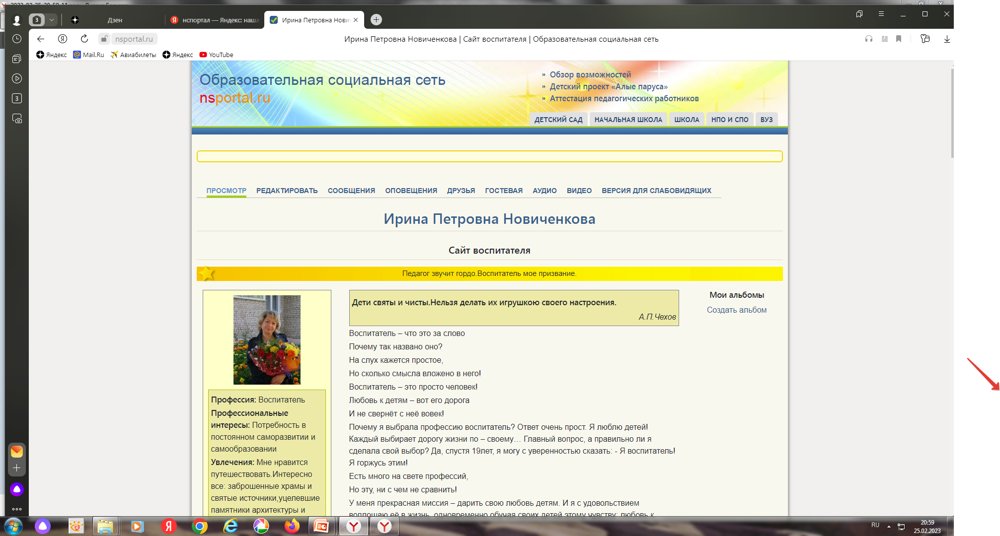 3
Дзен
нспортал — Яндекс: наш
Ирина Петровна Нови
nsportal.ru
Ирина Петровна Новиченкова | Сайт воспитателя | Образовательная социальная сеть
Яндекс
Mail.Ru
Авиабилеты
Яндекс
YouTube
3
Образовательная социальная сеть
nsportal.ru
» Обзор возможностей
» Детский проект «Алые паруса»
» Аттестация педагогических работников
ДЕТСКИЙ САД НАЧАЛЬНАЯ ШКОЛА ШКОЛА НПО И СПО ВУЗ
ПРОСМОТР РЕДАКТИРОВАТЬ СООБЩЕНИЯ ОПОВЕЩЕНИЯ ДРУЗЬЯ ГОСТЕВАЯ АУДИО ВИДЕО ВЕРСИЯ ДЛЯ СЛАБОВИДЯЩИХ
Ирина Петровна Новиченкова
Сайт воспитателя
Педагог звучит гордо.Воспитатель мое призвание.
Профессия: Воспитатель
Профессиональные
интересы: Потребность в
постоянном саморазвитии и
самообразовании
Увлечения: Мне нравится
путешествовать.Интересно
все: заброшенные храмы и
святые источники,уцелевшие
памятники архитектуры и
Дети святы и чисты.Нельзя делать их игрушкою своего настроения.
А.П.Чехов
Воспитатель – что это за слово
Почему так названо оно?
На слух кажется простое,
Но сколько смысла вложено в него!
Воспитатель – это просто человек!
Любовь к детям – вот его дорога
И не свернёт с неё вовек!
Почему я выбрала профессию воспитатель? Ответ очень прост. Я люблю детей!
Каждый выбирает дорогу жизни по – своему… Главный вопрос, а правильно ли я
сделала свой выбор? Да, спустя 19лет, я могу с уверенностью сказать: - Я воспитатель!
Я горжусь этим!
Есть много на свете профессий,
Но эту, ни с чем не сравнить!
У меня прекрасная миссия – дарить свою любовь детям. И я с удовольствием
воплощаю её в жизнь, одновременно обучая своих детей этому чувству: любовь к
Мои альбомы
Создать альбом
RU
20:59
25.02.2023